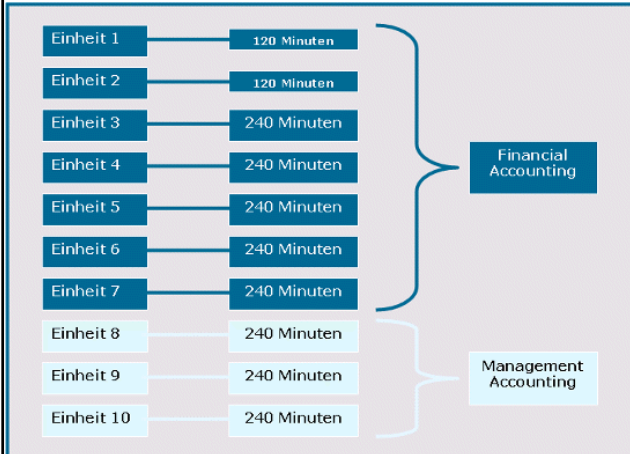 Einheit 1
120 Minuten
Einheit 2
120 Minuten
Einheit 3
240 Minuten
Einheit 4
240 Minuten
Einheit 5
240 Minuten
Einheit 6
240 Minuten
Einheit 7
240 Minuten
Financial
Accounting
Einheit 8
240 Minuten
Einheit 9
240 Minuten
Einheit 10
240 Minuten
Management
Accounting